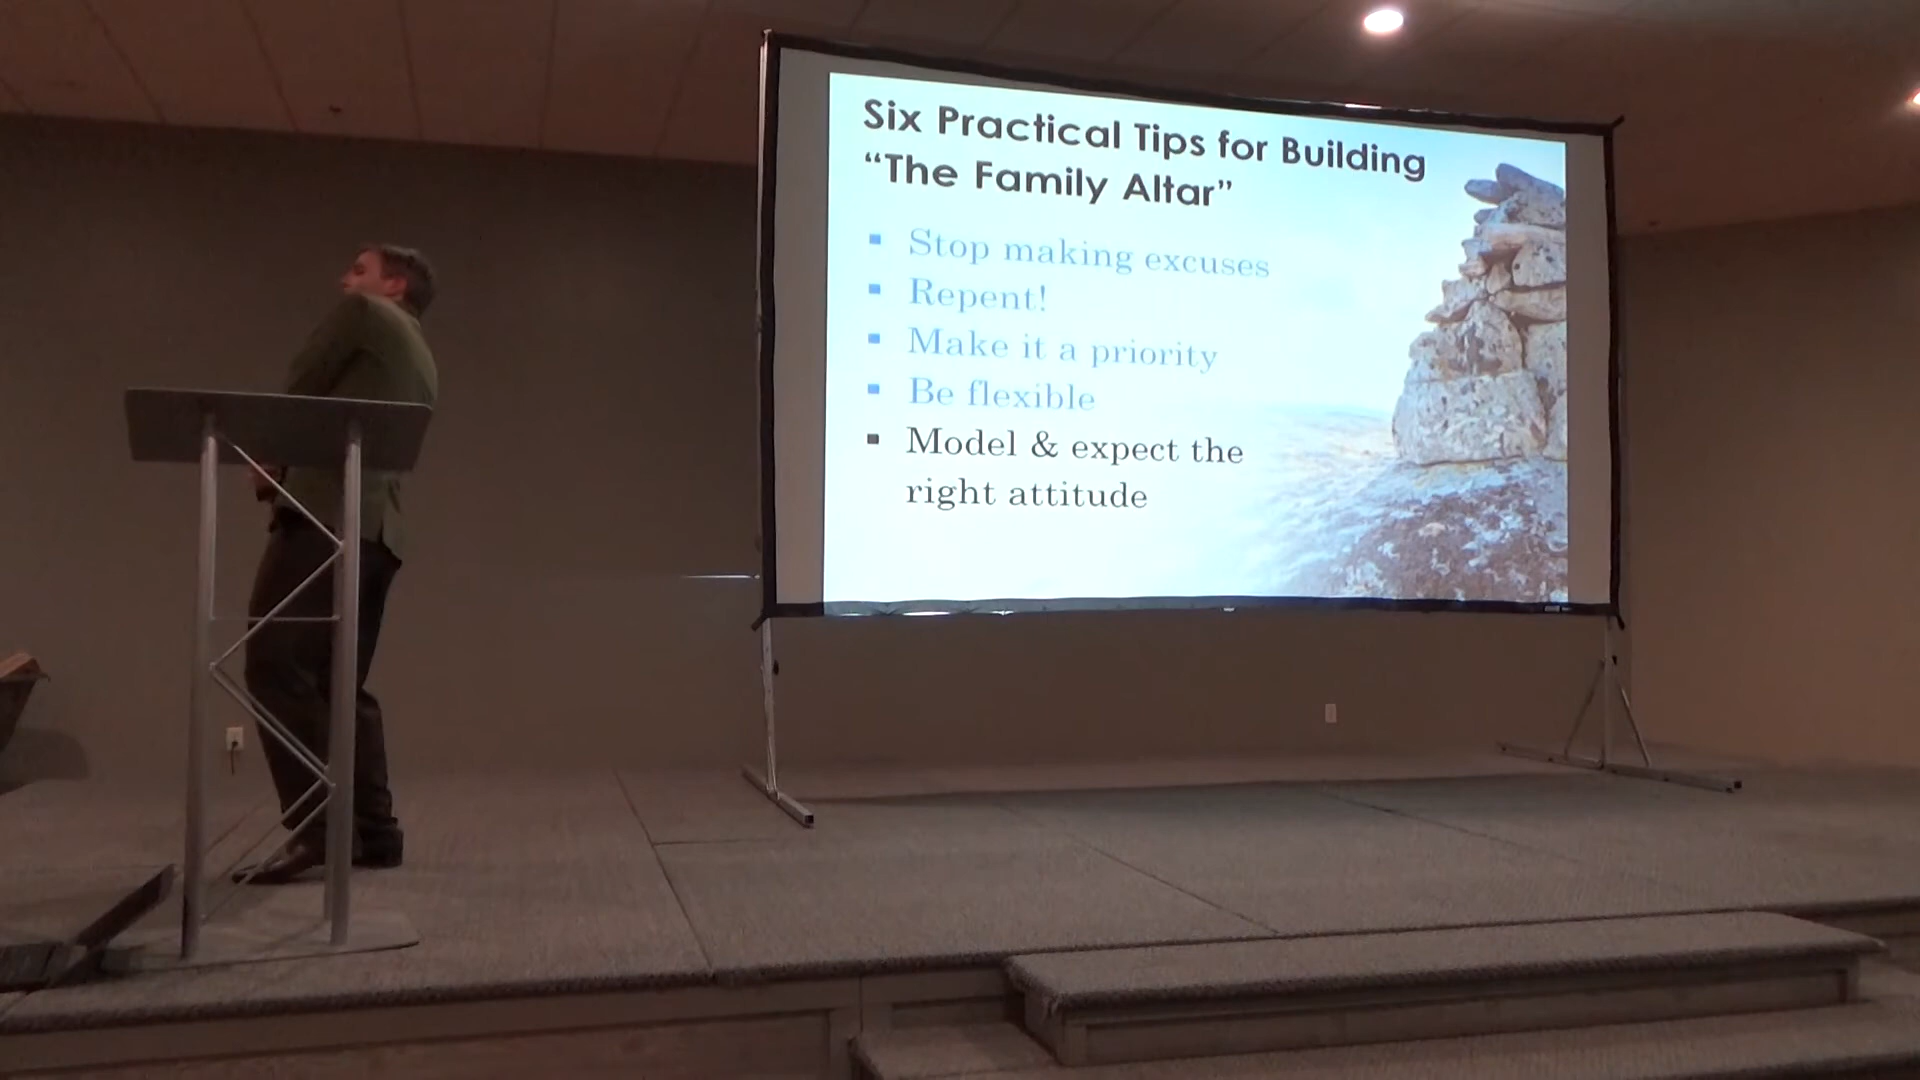 Six Practical Tips for Building
“The Family Altar”
▪ Stop making excuses
▪ Repent!
▪ Make it a priority
▪ Be flexible
▪ Model & expect the
right attitude